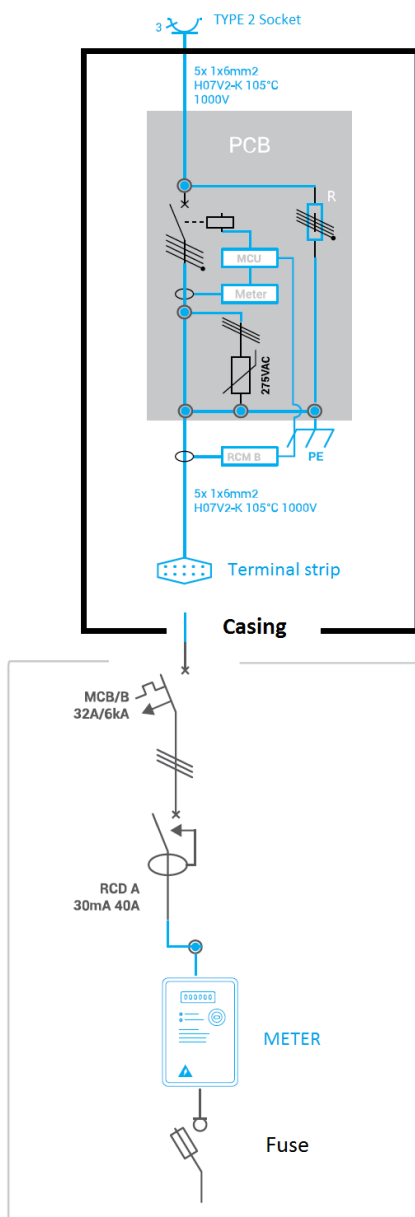 3
TYPE 2 Socket
5x 1x6mm2
H07V2-K 105°C
1000V
PCB
R
MCU
Meter
275VAC
RCM B
PE
5x 1x6mm2
H07V2-K 105°C 1000V
Terminal strip
Casing
MCB/B
32A/6kA
RCD A
30mA 40A
000000
METER
Fuse